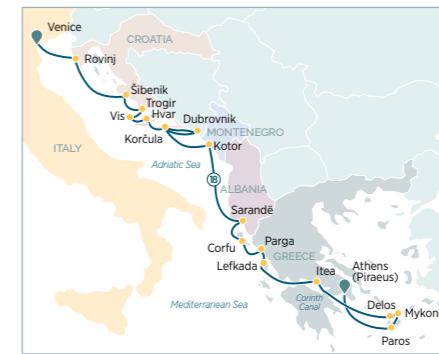 Venice
CROATIA
Rovinj
Šibenik
Trogir
Hvar
Vis
Dubrovnik
Korčula
MONTENEGRO
Kotor
ITALY
Adriatic Sea
18
ALBANIA
Sarandë
Corfu
Parga
GREECE
Athens
(Piraeus)
Lefkada
Itea
Corinth
Canal
Mediterranean Sea
Delos
Mykon
Paros